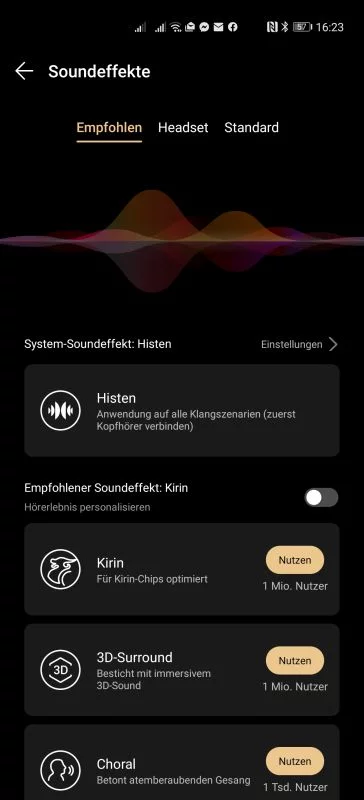 57 16:23
Soundeffekte
Empfohlen Headset Standard
System-Soundeffekt: Histen Einstellungen
Histen
Anwendung auf alle Klangszenarien (zuerst
Kopfhörer verbinden)
Empfohlener Soundeffekt: Kirin
Hörerlebnis personalisieren
Kirin
Für Kirin-Chips optimiert
Nutzen
1 Mio. Nutzer
3D
3D-Surround
Besticht mit immersivem
3D-Sound
Nutzen
1 Mio. Nutzer
Choral
Betont atemberaubenden Gesang
Nutzen
1 Tsd. Nutzer